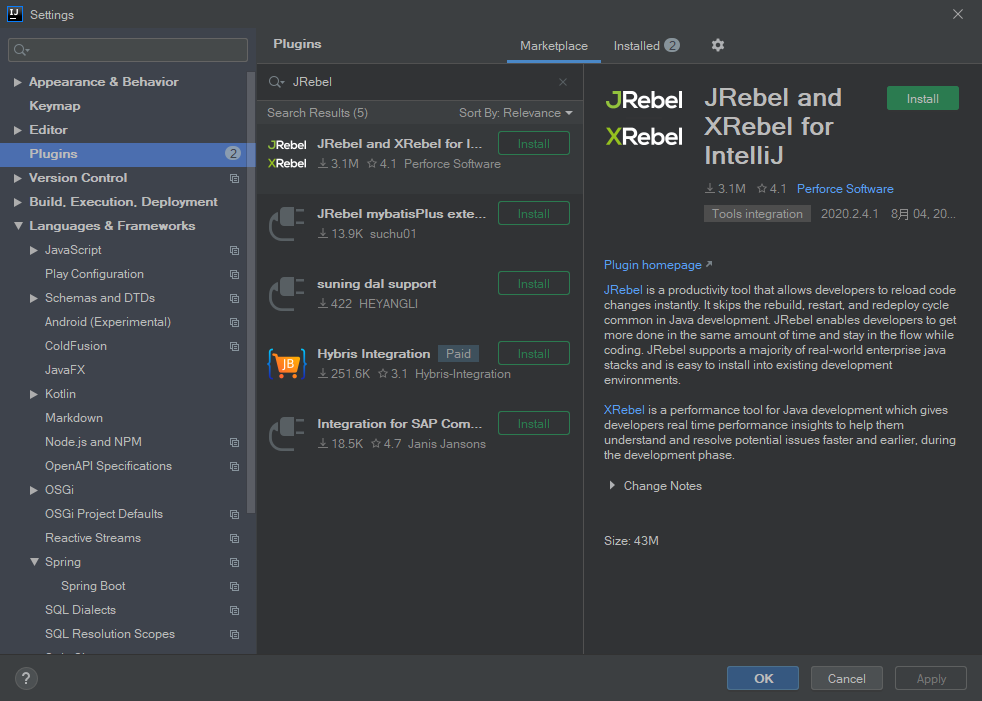 Settings
Appearance & Behavior
Keymap
Editor
Plugins 2
Version Control
Build, Execution, Deployment
Languages & Frameworks
JavaScript
Play Configuration
Schemas and DTDs
Android (Experimental)
ColdFusion
JavaFX
Kotlin
Markdown
Node.js and NPM
OpenAPI Specifications
OSGi
OSGi Project Defaults
Reactive Streams
Spring
Spring Boot
SQL Dialects
SQL Resolution Scopes
Plugins
Marketplace
Installed 2
JRebel
Search Results (5)
Sort By: Relevance
JRebel
XRebel
JRebel and XRebel for I...
Install
3.1M 4.1 Perforce Software
JRebel mybatisPlus exte...
Install
13.9K suchu01
suning dal support
Install
422 HEYANGLI
JB
Hybris Integration Paid
Install
251.6K 3.1 Hybris-Integration
Integration for SAP Com...
Install
18.5K 4.7 Janis Jansons
JRebel
XRebel
JRebel and
XRebel for
IntelliJ
Install
3.1M 4.1 Perforce Software
Tools integration 2020.2.4.1 8月 04, 20...
Plugin homepage
JRebel is a productivity tool that allows developers to reload code
changes instantly. It skips the rebuild, restart, and redeploy cycle
common in Java development. JRebel enables developers to get
more done in the same amount of time and stay in the flow while
coding. JRebel supports a majority of real-world enterprise java
stacks and is easy to install into existing development
environments.
XRebel is a performance tool for Java development which gives
developers real time performance insights to help them
understand and resolve potential issues faster and earlier, during
the development phase.
Change Notes
Size: 43M
?
OK
Cancel
Apply